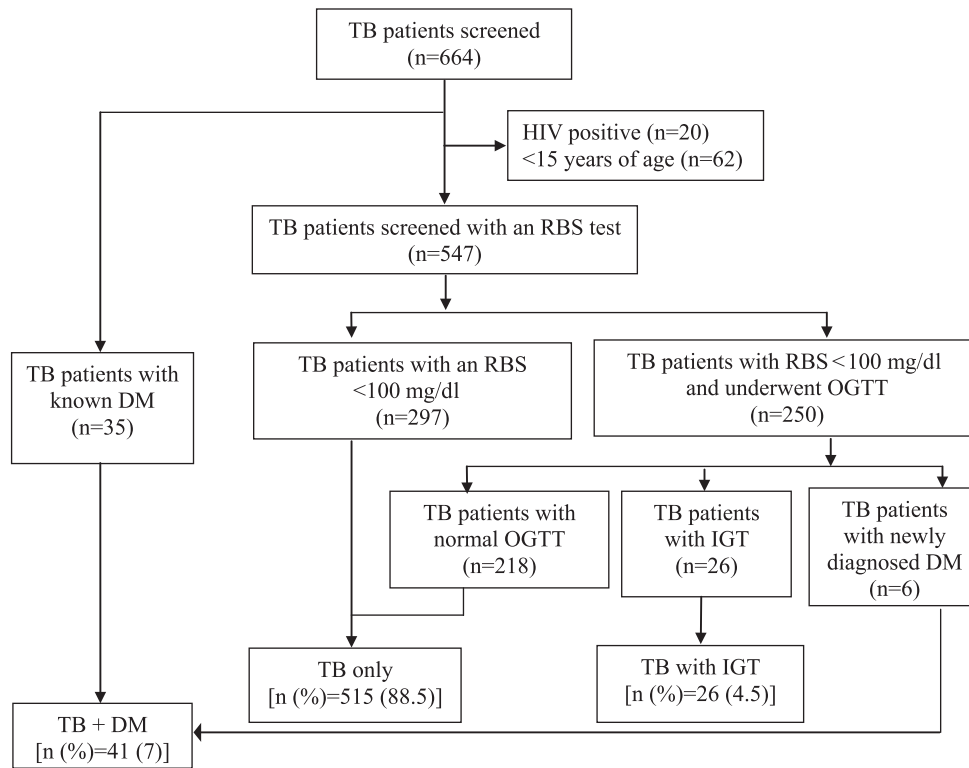 TB patients screened
(n=664)
HIV positive (n=20)
<15 years of age (n=62)
TB patients screened with an RBS test
(n=547)
TB patients with
known DM
(n=35)
TB patients with an RBS
<100 mg/dl
(n=297)
TB patients with RBS < 100 mg/dl
and underwent OGTT
(n=250)
TB patients with
normal OGTT
(n=218)
TB patients
with IGT
(n=26)
TB patients
with newly
diagnosed DM
(n=6)
TB only
[n (%)=515 (88.5)]
TB with IGT
[n (%)=26 (4.5)]
TB + DM
[n (%)=41 (7)]